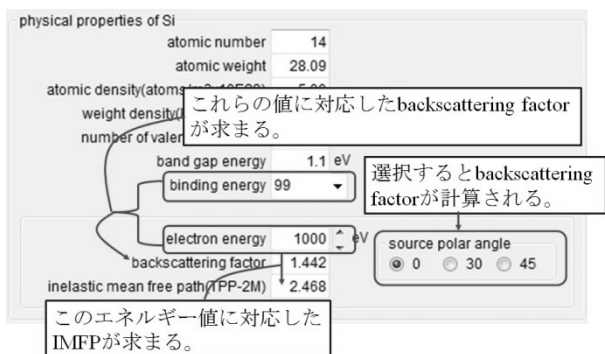 physical properties of Si
atomic number 14
atomic weight 28.09
atomic density(atoms
これらの値に対応したbackscattering factor
が求まる。
weight density(
number of valen
band gap energy 1.1 eV
binding energy 99
選択するとbackscattering
factorが計算される。
electron energy 1000 eV
source polar angle
0 30 45
backscattering factor 1.442
inelastic mean free path(TPP-2M) 2.468
このエネルギー値に対応した
IMFPが求まる。